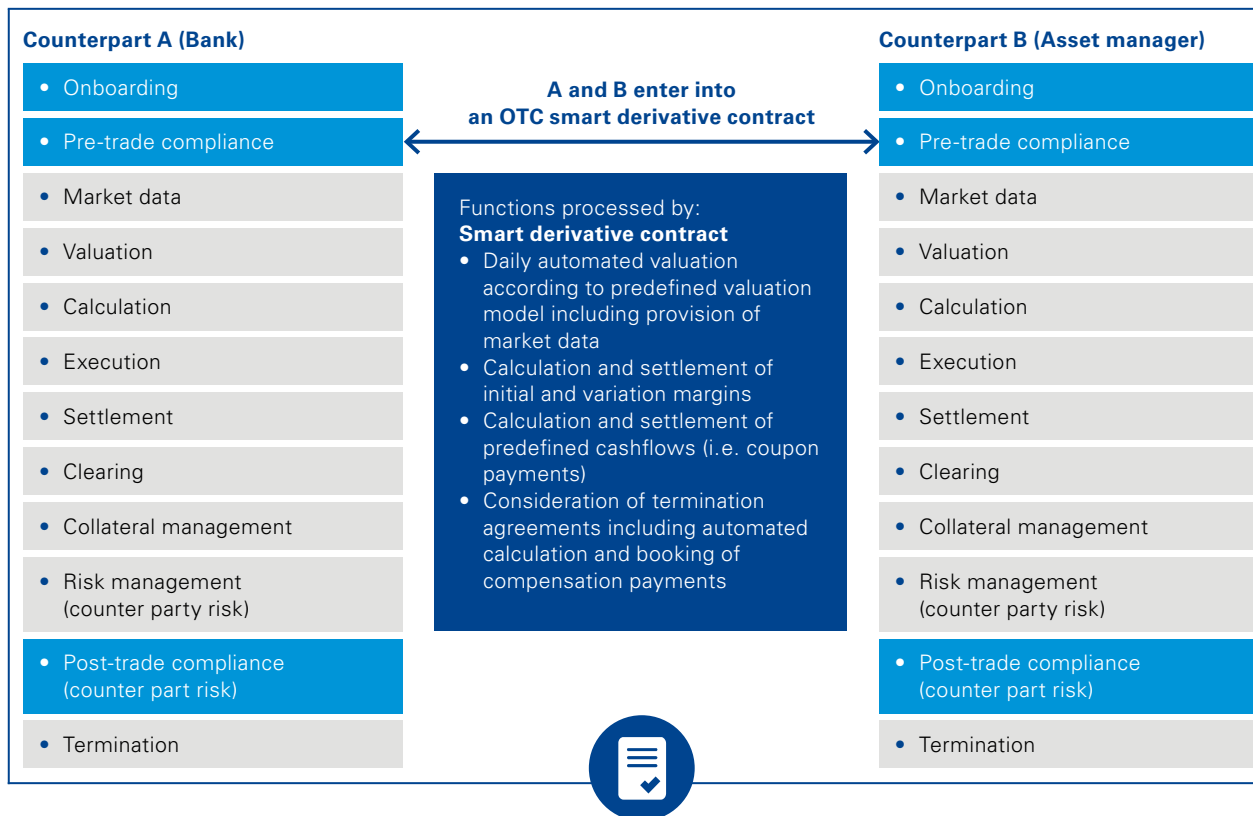 Counterpart A (Bank)
• Onboarding
• Pre-trade compliance
• Market data
• Valuation
• Calculation
• Execution
• Settlement
• Clearing
• Collateral management
• Risk management
(counter party risk)
• Post-trade compliance
(counter part risk)
• Termination
A and B enter into
an OTC smart derivative contract
Functions processed by:
Smart derivative contract
• Daily automated valuation
according to predefined valuation
model including provision of
market data
• Calculation and settlement of
initial and variation margins
• Calculation and settlement of
predefined cashflows (i.e. coupon
payments)
• Consideration of termination
agreements including automated
calculation and booking of
compensation payments
Counterpart B (Asset manager)
• Onboarding
• Pre-trade compliance
• Market data
• Valuation
• Calculation
• Execution
• Settlement
• Clearing
• Collateral management
• Risk management
(counter party risk)
• Post-trade compliance
(counter part risk)
• Termination